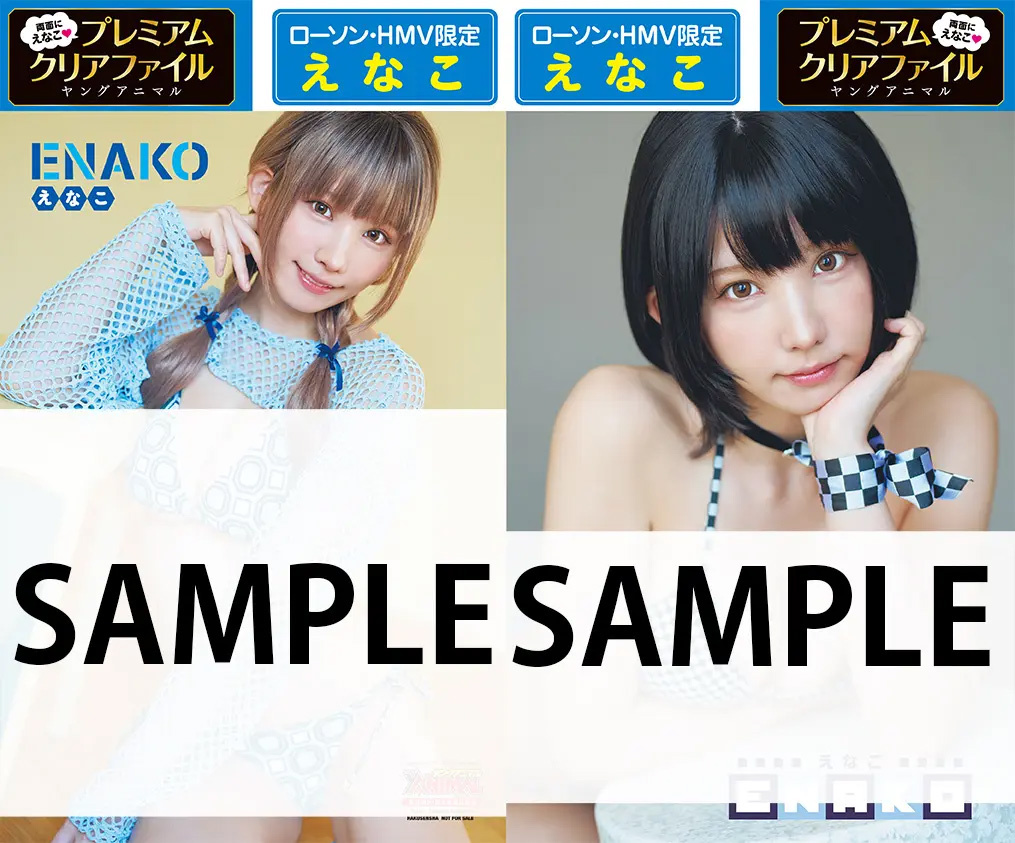 両面に
えなこ♥
プレミアム
クリアファイル
ヤングアニマル
ローソン・HMV限定
えなこ
ローソン・HMV限定
えなこ
プレミアム
クリアファイル
ヤングアニマル
両面に
えなこ♥
ENAKO
えなこ
SAMPLE
SAMPLE
HAKUSENSHA NOT FOR SALE
えなこ
ENAKO